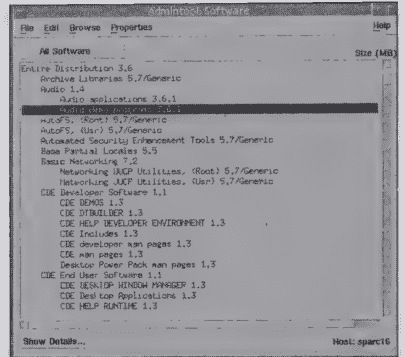 Admintool: Software
File Edit Browse Properties Help
All Software Size (MB)
Entire Distribution 3.6
Archive Libraries 5.7/Generic
Audio 1.4
Audio applications 3.6.1
Audio demo programs 3.6.1
AutoFS, (Root) 5.7/Generic
AutoFS, (Usr) 5.7/Generic
Automated Security Enhancement Tools 5.7/Generic
Base Partial Locales 5.5
Basic Networking 7.2
Networking UUCP Utilities, (Root) 5.7/Generic
Networking UUCP Utilities, (Usr) 5.7/Generic
CDE Developer Software 1.1
CDE DEMOS 1.3
CDE DTBUILDER 1.3
CDE HELP DEVELOPER ENVIRONMENT 1.3
CDE Includes 1.3
CDE developer man pages 1.3
CDE man pages 1.3
Desktop Power Pack man pages 1.3
CDE End User Software 1.1
CDE DESKTOP WINDOW MANAGER 1.3
CDE Desktop Applications 1.3
CDE HELP RUNTIME 1.3
Show Details... Host: sparc16